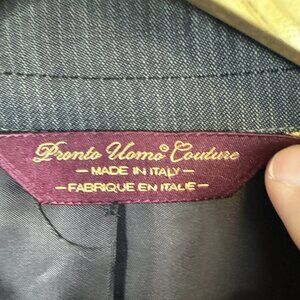 Pronto Uomo® Couture
— MADE IN ITALY —
— FABRIQUE EN ITALIE —